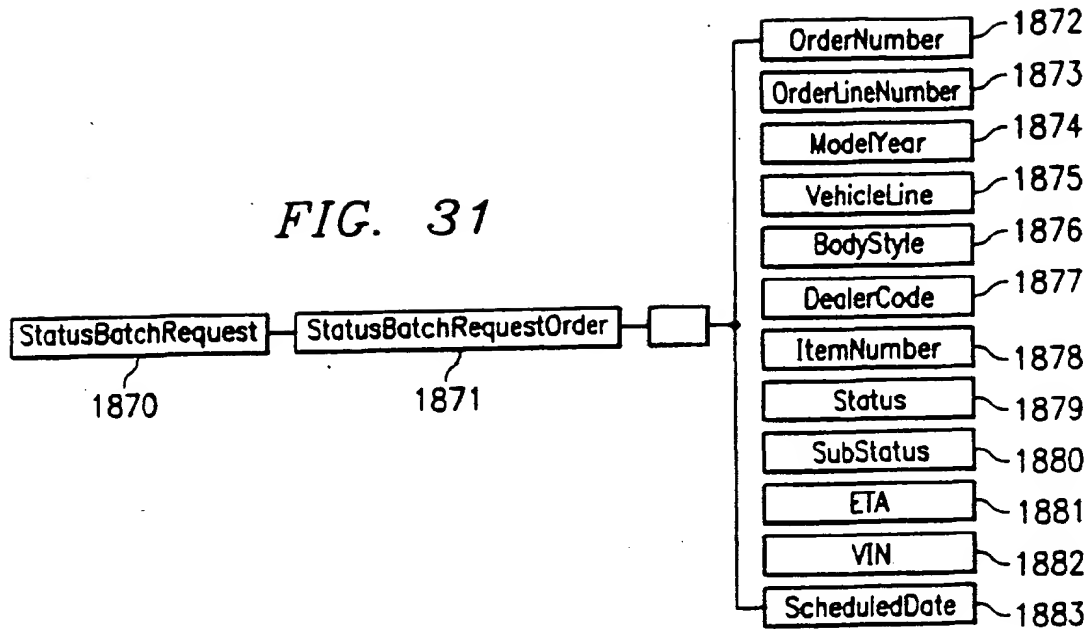 FIG. 31
StatusBatchRequest
1870
StatusBatchRequestOrder
1871
OrderNumber 1872
OrderLineNumber 1873
ModelYear 1874
VehicleLine 1875
BodyStyle 1876
DealerCode 1877
ItemNumber 1878
Status 1879
SubStatus 1880
ETA 1881
VIN 1882
ScheduledDate 1883